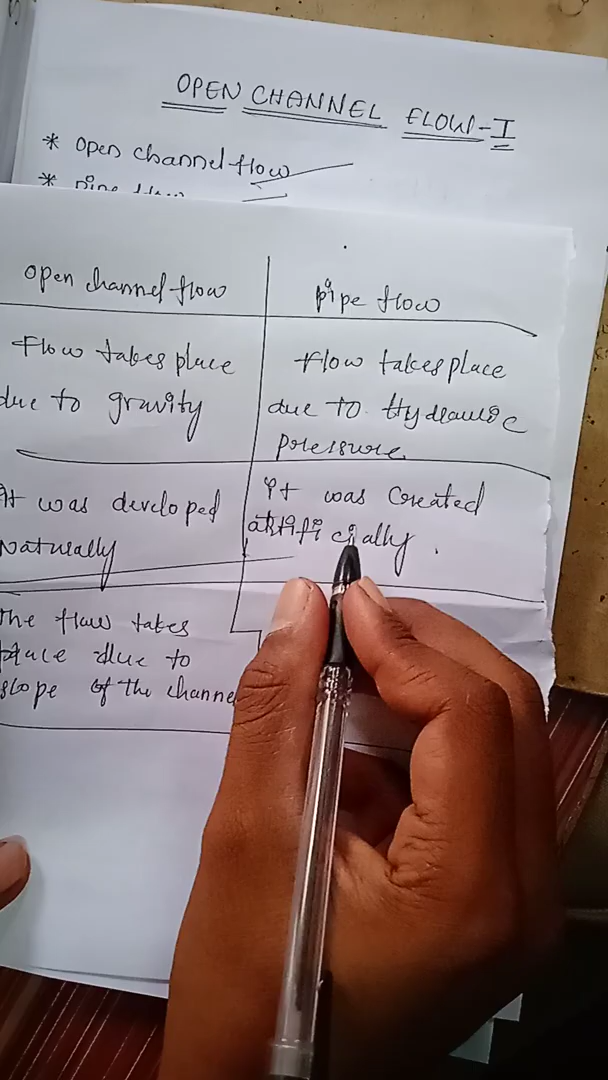 OPEN CHANNEL FLOW-I
* Open channel flow
* pipe flow
open channel flow
pipe flow
Flow takes place
due to gravity
Flow takes place
due to Hydraulic
pressure
It was developed
naturally
It was Created
artificially.
The flow takes
place due to
slope of the channel